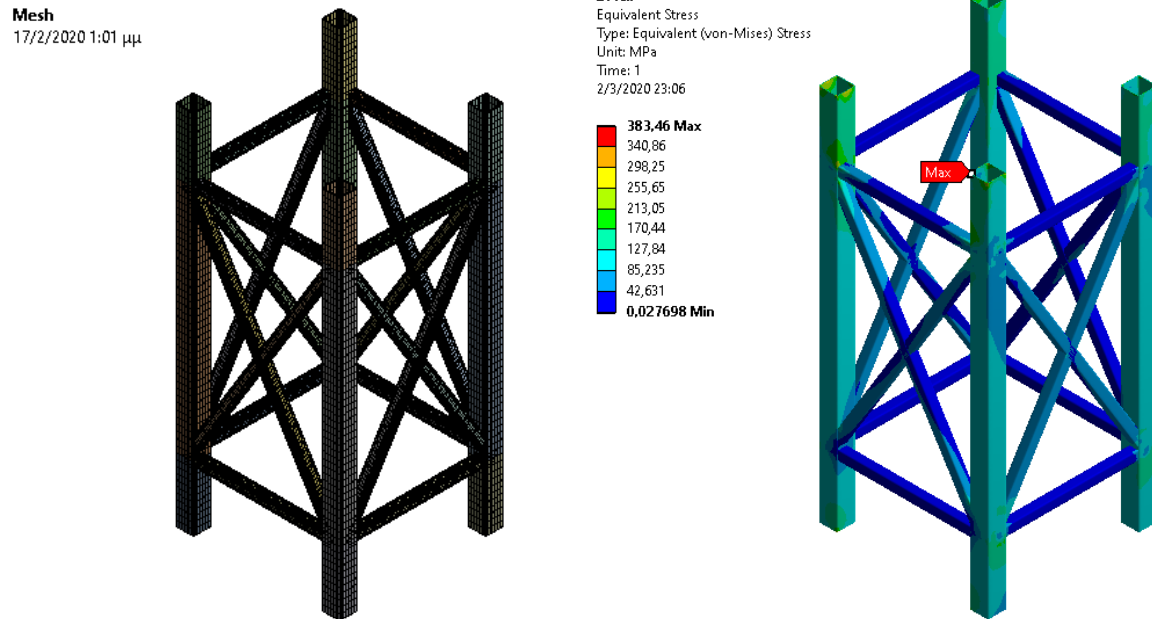 Mesh
17/2/2020 1:01 μμ
Equivalent Stress
Type: Equivalent (von-Mises) Stress
Unit: MPa
Time: 1
2/3/2020 23:06
383,46 Max
340,86
298,25
255,65
213,05
170,44
127,84
85,235
42,631
0,027698 Min
Max